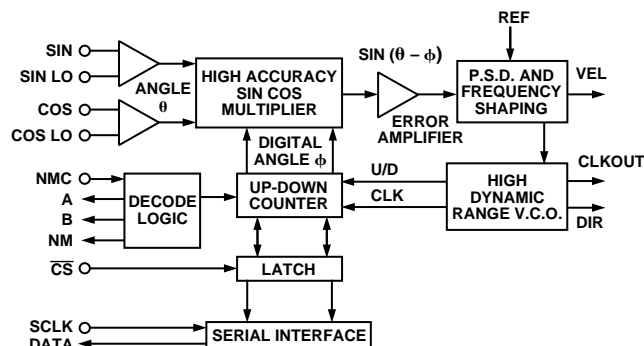 REF
SIN
SIN LO
COS
COS LO
ANGLE
θ
HIGH ACCURACY
SIN COS
MULTIPLIER
SIN (θ – ϕ)
ERROR
AMPLIFIER
P.S.D. AND
FREQUENCY
SHAPING
VEL
DIGITAL
ANGLE ϕ
NMC
A
B
NM
DECODE
LOGIC
UP-DOWN
COUNTER
U/D
CLK
HIGH
DYNAMIC
RANGE V.C.O.
CLKOUT
DIR
CS
LATCH
SCLK
DATA
SERIAL INTERFACE